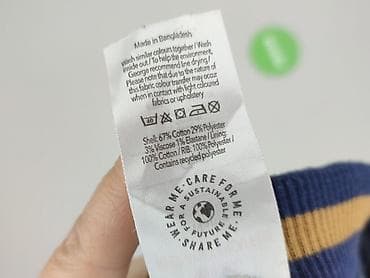 Made in Bangladesh
Wash similar colours together / Wash
inside out / To help the environment,
George recommend line drying /
Please note that due to the nature of
this fabric colour transfer may occur
when in contact with light coloured
fabrics or upholstery
40
Shell: 67% Cotton 29% Polyester
3% Viscose 1% Elastane / Lining:
100% Cotton / RIB: 100% Polyester /
Contains recycled polyester
WEAR ME · CARE FOR ME · SHARE ME ·
FOR A SUSTAINABLE FUTURE